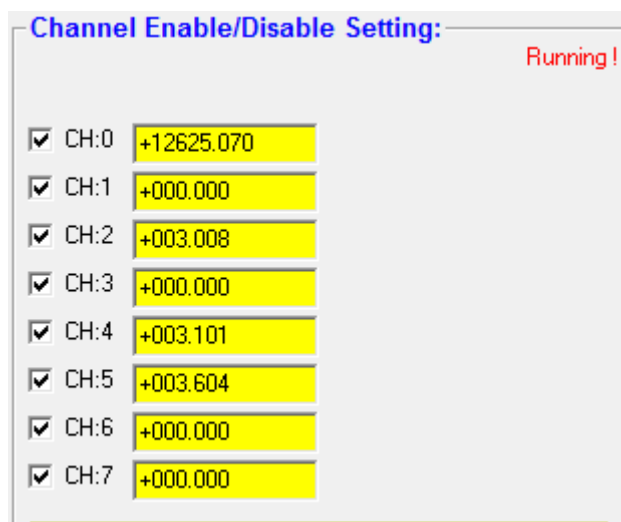 Channel Enable/Disable Setting:
Running !
CH:0 +12625.070
CH:1 +000.000
CH:2 +003.008
CH:3 +000.000
CH:4 +003.101
CH:5 +003.604
CH:6 +000.000
CH:7 +000.000